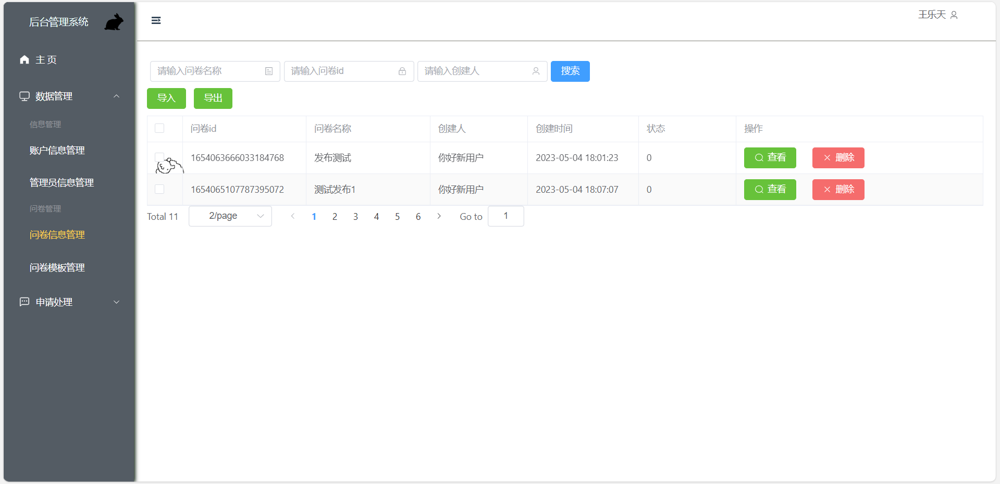 后台管理系统
王乐天
主 页
数据管理
信息管理
账户信息管理
管理员信息管理
问卷管理
问卷信息管理
问卷模板管理
申请处理
请输入问卷名称 请输入问卷id 请输入创建人 搜索
导入 导出
问卷id 问卷名称 创建人 创建时间 状态 操作
1654063666033184768 发布测试 你好新用户 2023-05-04 18:01:23 0 查看 删除
1654065107787395072 测试发布1 你好新用户 2023-05-04 18:07:07 0 查看 删除
Total 11 2/page 1 2 3 4 5 6 Go to 1